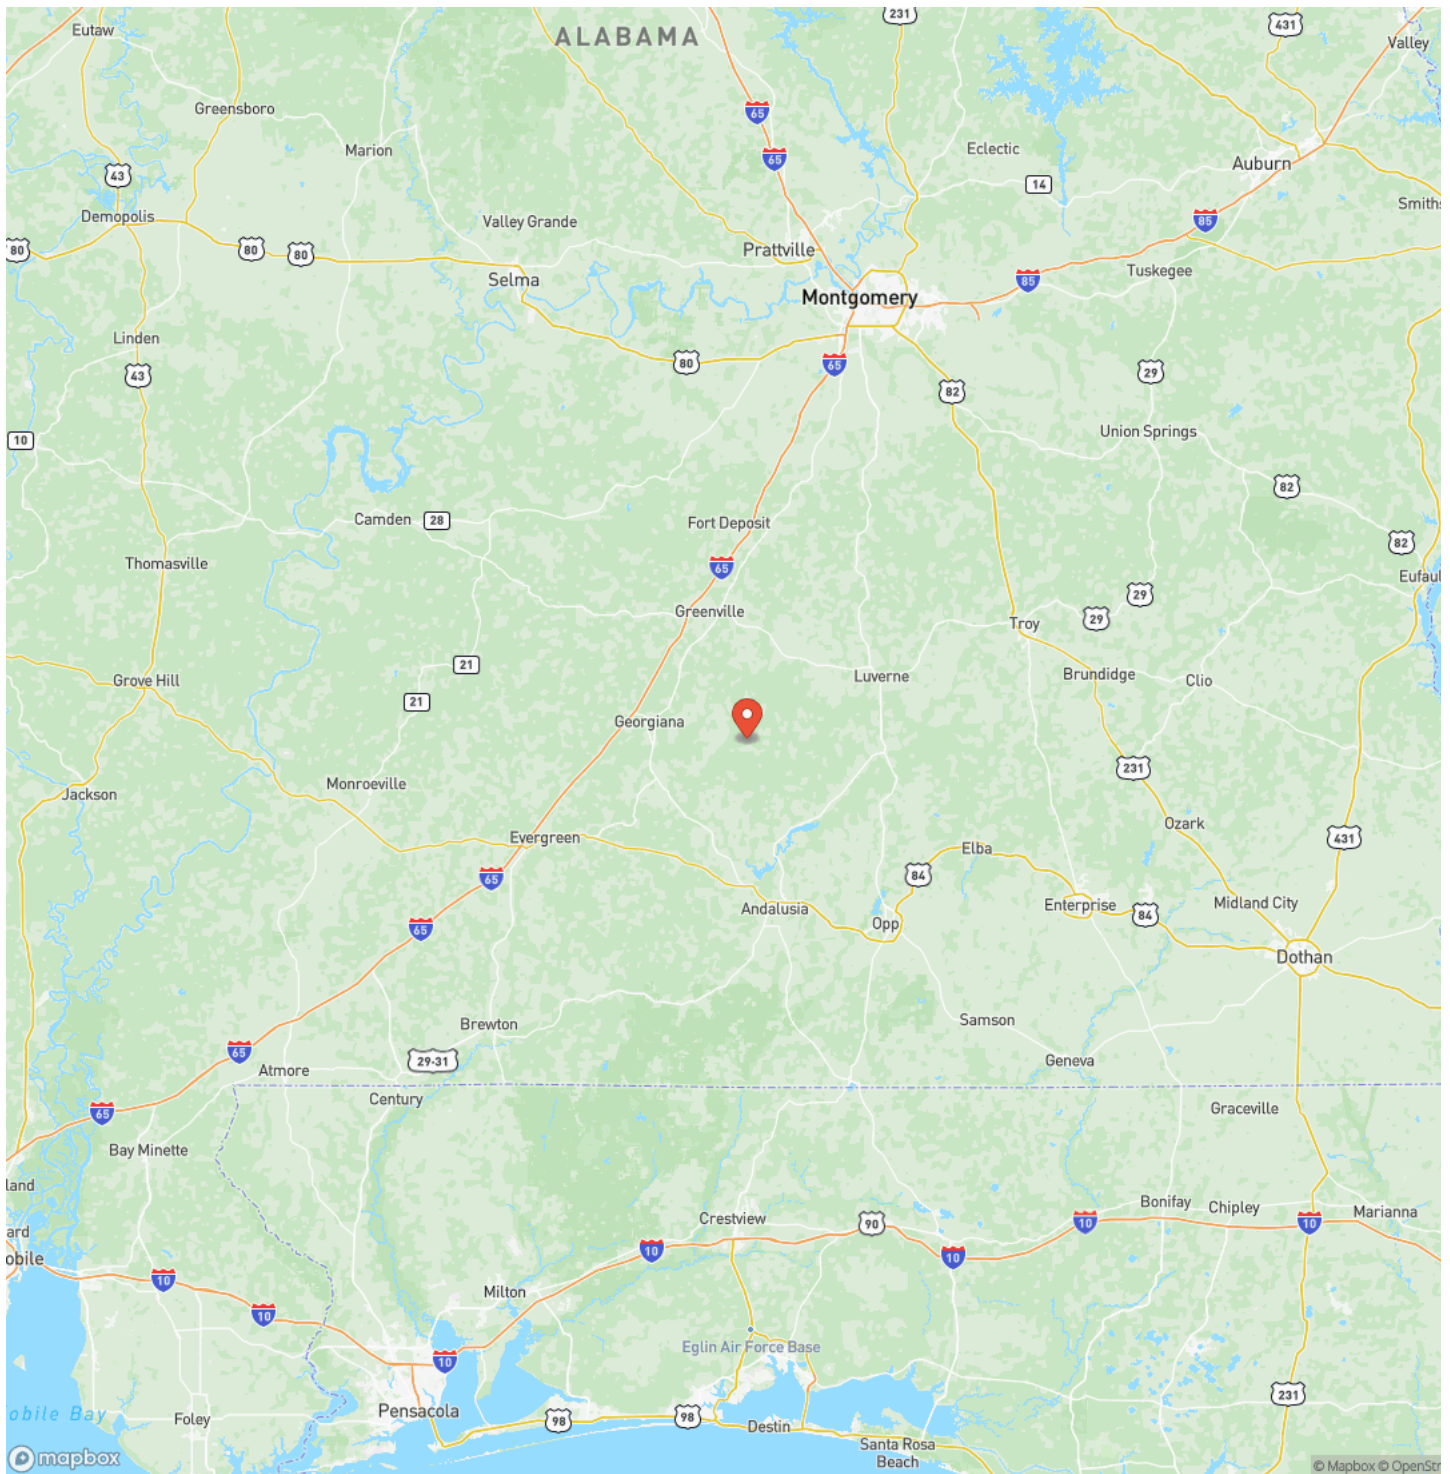 231
431
Eutaw
ALABAMA
Valley
Greensboro
65
Marion
65
Eclectic
Auburn
43
14
Smiths
Demopolis
Valley Grande
85
80
80
80
Prattville
Selma
85
Tuskegee
Montgomery
Linden
80
65
29
43
82
10
Union Springs
82
Camden
28
Fort Deposit
82
Thomasville
65
Eufaul
29
Greenville
29
Troy
21
Grove Hill
Luverne
Brundidge
Clio
21
Georgiana
231
Monroeville
Jackson
Ozark
Evergreen
431
Elba
65
84
Enterprise
Midland City
Andalusia
84
65
Opp
Dothan
Brewton
Samson
65
29-31
Geneva
Atmore
Century
65
Graceville
Bay Minette
land
Bonifay
Chipley
Marianna
Crestview
90
10
10
ard
10
10
obile
10
Milton
10
Eglin Air Force Base
10
231
obile Bay
Foley
Pensacola
98
98
Destin
Santa Rosa
Beach
mapbox
© Mapbox © OpenStr